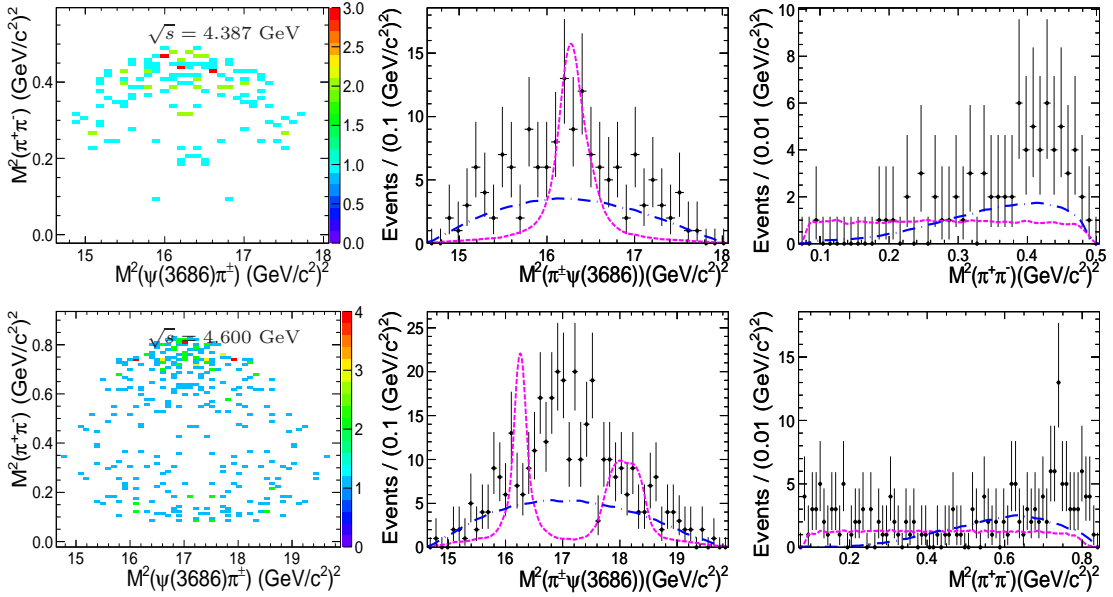 √s = 4.387 GeV
M²(π⁺π⁻) (GeV/c²)²
0.0 0.2 0.4
15 16 17 18
0.0 0.5 1.0 1.5 2.0 2.5 3.0
M²(ψ(3686)π±) (GeV/c²)²
Events / (0.1 (GeV/c²)²)
0 5 10 15
15 16 17 18
M²(π±ψ(3686))(GeV/c²)²
Events / (0.01 (GeV/c²)²)
0 2 4 6 8 10
0.1 0.2 0.3 0.4 0.5
M²(π⁺π⁻)(GeV/c²)²
√s = 4.600 GeV
M²(π⁺π⁻) (GeV/c²)²
0.0 0.2 0.4 0.6 0.8
15 16 17 18 19
0 1 2 3 4
M²(ψ(3686)π±) (GeV/c²)²
Events / (0.1 (GeV/c²)²)
0 5 10 15 20 25
15 16 17 18 19
M²(π±ψ(3686))(GeV/c²)²
Events / (0.01 (GeV/c²)²)
0 5 10 15
0.2 0.4 0.6 0.8
M²(π⁺π⁻)(GeV/c²)²